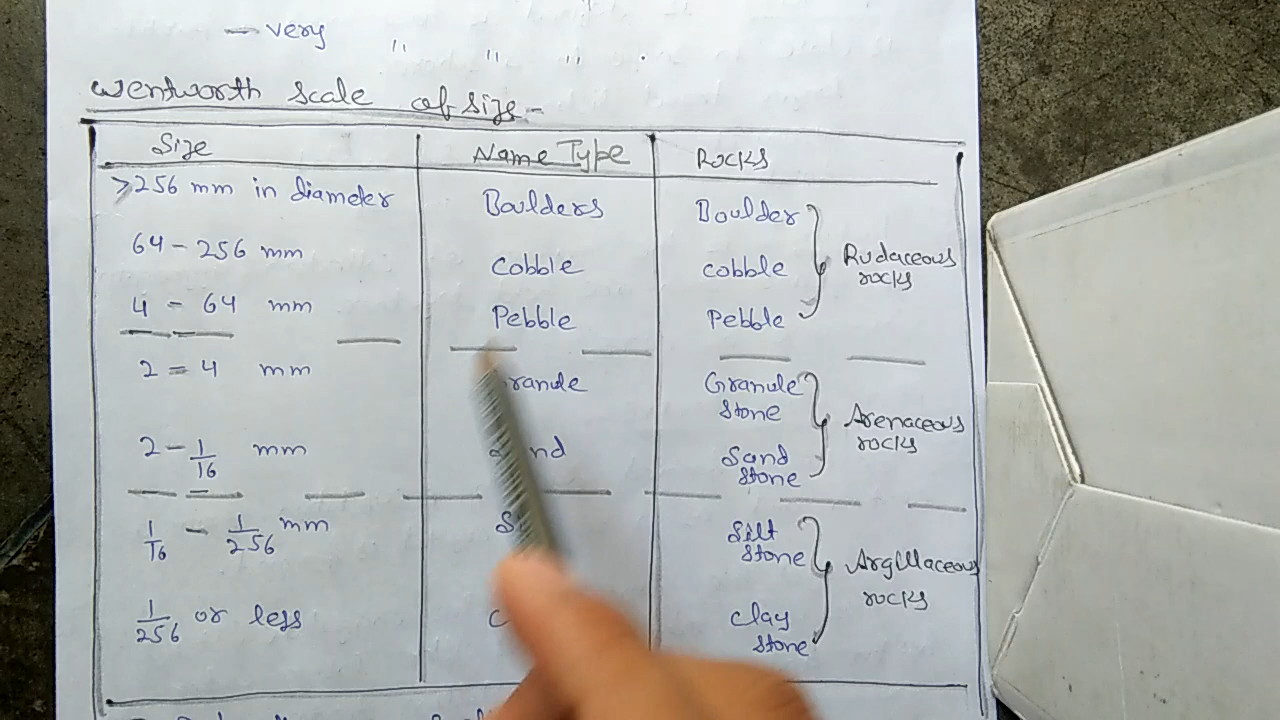 — very " " " .
Wentworth Scale of Size -
Size Name Type Rocks
>256 mm in diameter Boulders Boulder
64 - 256 mm Cobble cobble Rudaceous rocks
4 - 64 mm Pebble Pebble
2 = 4 mm Granule Stone
2 - 1/16 mm Sand Stone Arenaceous rocks
1/16 - 1/256 mm Silt Stone
1/256 or less Clay Stone Argillaceous rocks